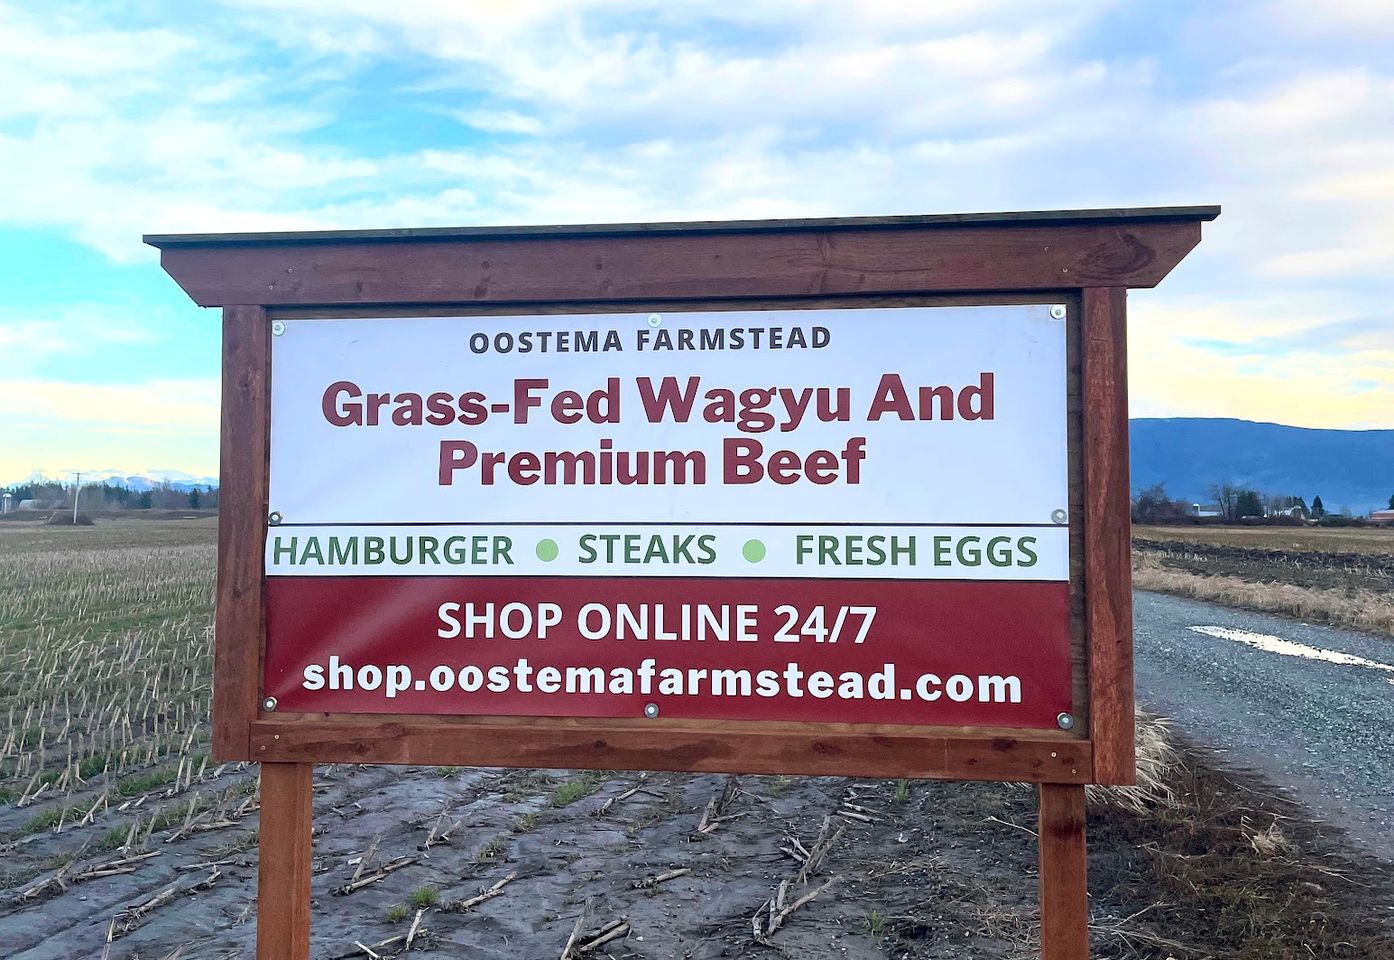 OOSTEMA FARMSTEAD
Grass-Fed Wagyu And
Premium Beef
HAMBURGER ● STEAKS ● FRESH EGGS
SHOP ONLINE 24/7
shop.oostemafarmstead.com